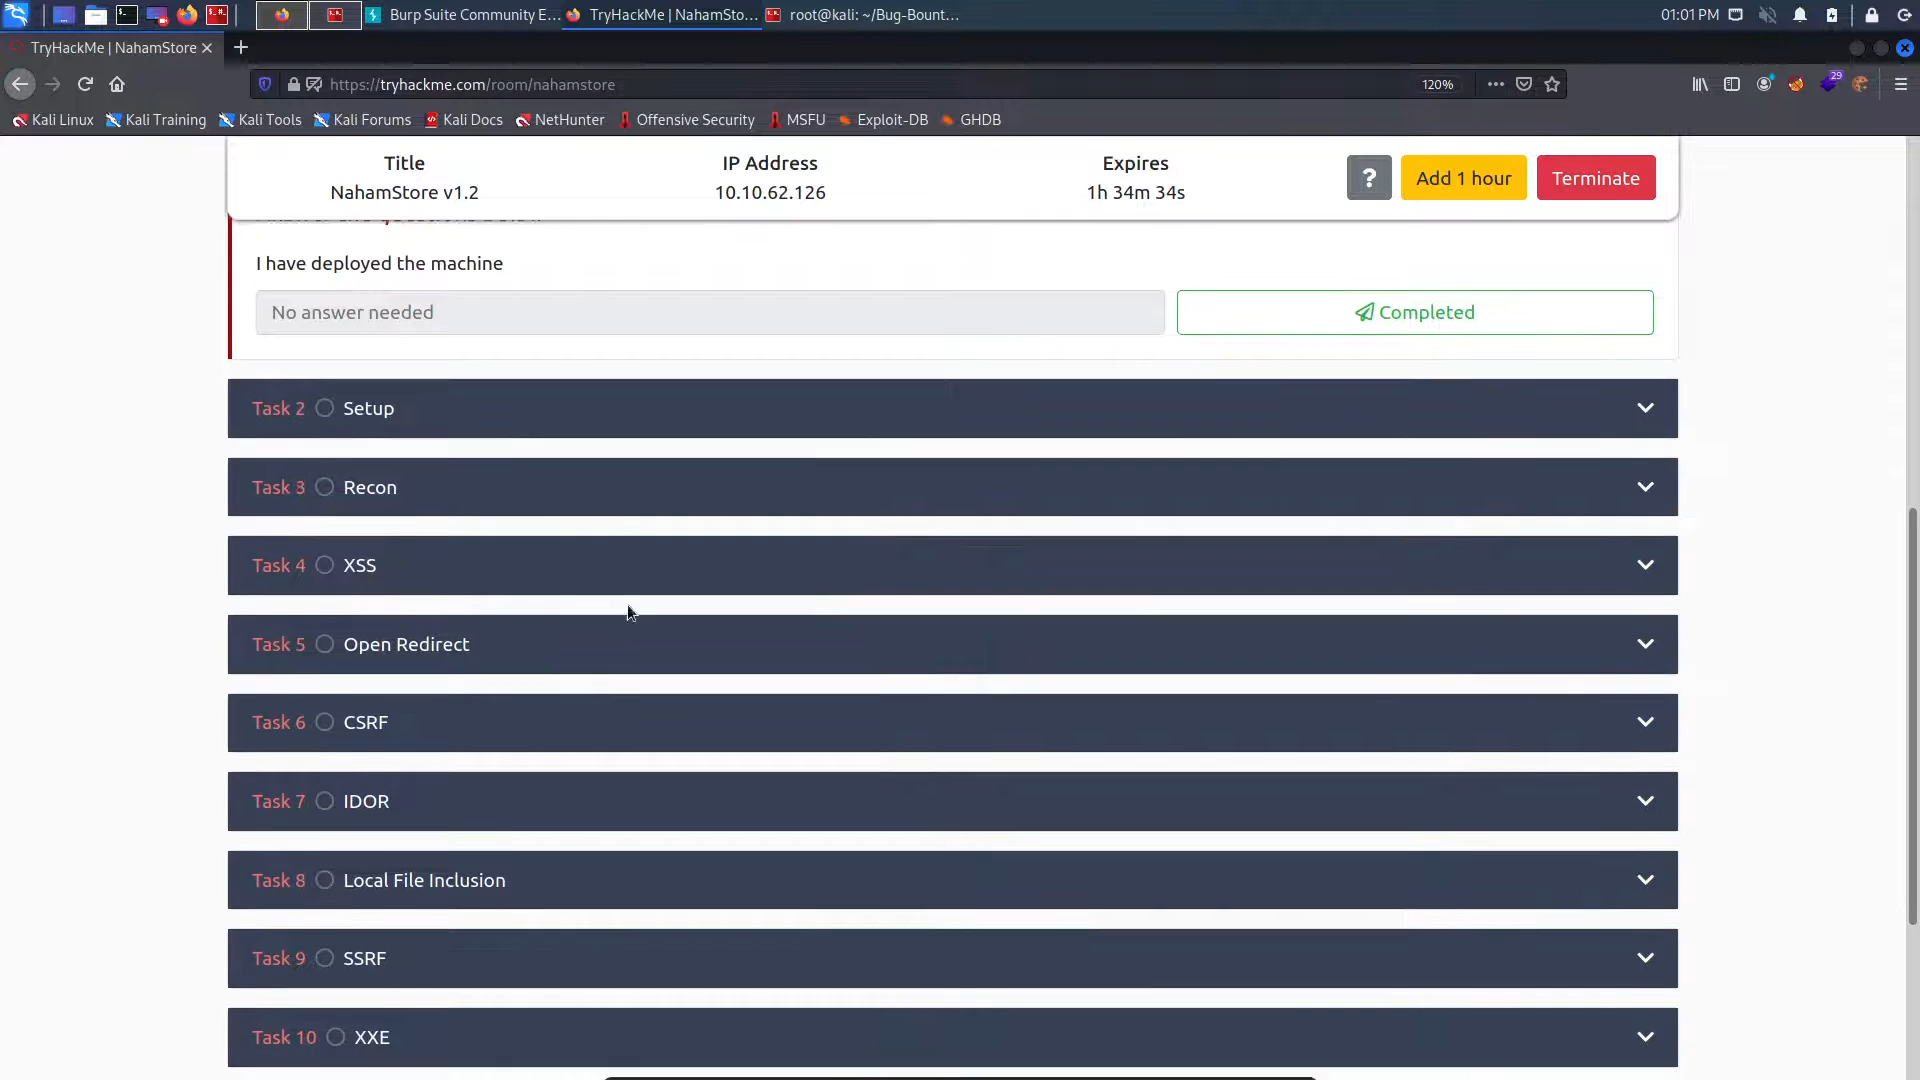 Burp Suite Community E...
TryHackMe | NahamSto...
root@kali: ~/Bug-Bount...
01:01 PM
TryHackMe | NahamStore
https://tryhackme.com/room/nahamstore
120%
29
Kali Linux
Kali Training
Kali Tools
Kali Forums
Kali Docs
NetHunter
Offensive Security
MSFU
Exploit-DB
GHDB
Title
NahamStore v1.2
IP Address
10.10.62.126
Expires
1h 34m 34s
?
Add 1 hour
Terminate
I have deployed the machine
No answer needed
Completed
Task 2 Setup
Task 3 Recon
Task 4 XSS
Task 5 Open Redirect
Task 6 CSRF
Task 7 IDOR
Task 8 Local File Inclusion
Task 9 SSRF
Task 10 XXE